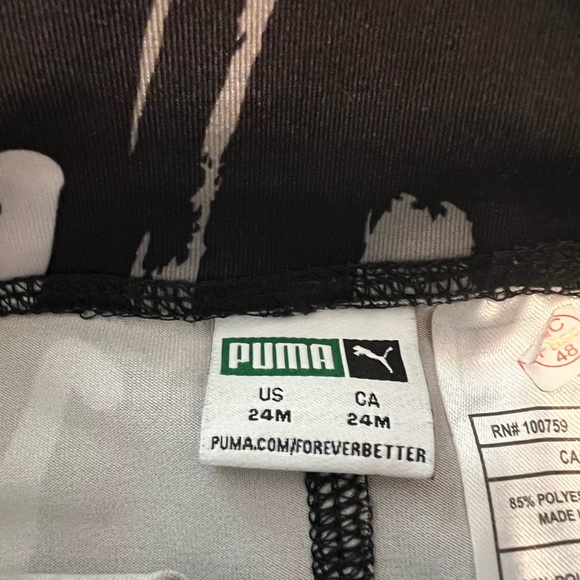 PUMA
US CA
24M 24M
PUMA.COM/FOREVERBETTER
48
RN# 100759
CA
85% POLYES
MADE